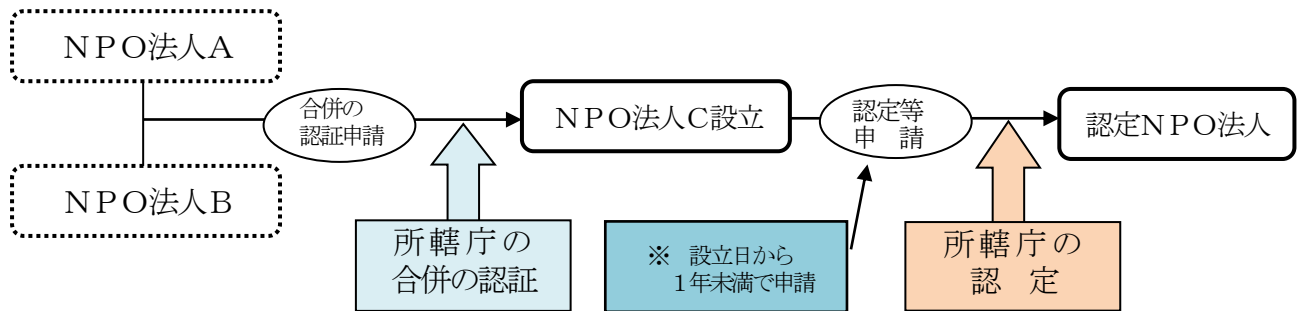 ＮＰＯ法人Ａ
ＮＰＯ法人Ｂ
合併の
認証申請
ＮＰＯ法人Ｃ設立
認定等
申　請
認定ＮＰＯ法人
所轄庁の
合併の認証
※　設立日から
１年未満で申請
所轄庁の
認　定